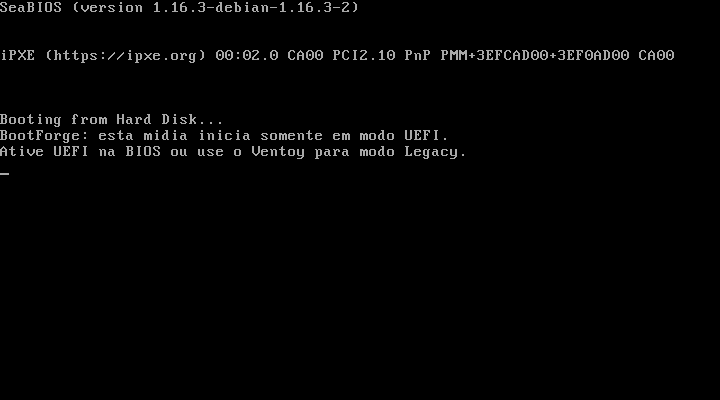 SeaBIOS (version 1.16.3-debian-1.16.3-2)
iPXE (https://ipxe.org) 00:02.0 CA00 PCI2.10 PnP PMM+3EFCAD00+3EF0AD00 CA00
Booting from Hard Disk...
BootForge: esta midia inicia somente em modo UEFI.
Ative UEFI na BIOS ou use o Ventoy para modo Legacy.